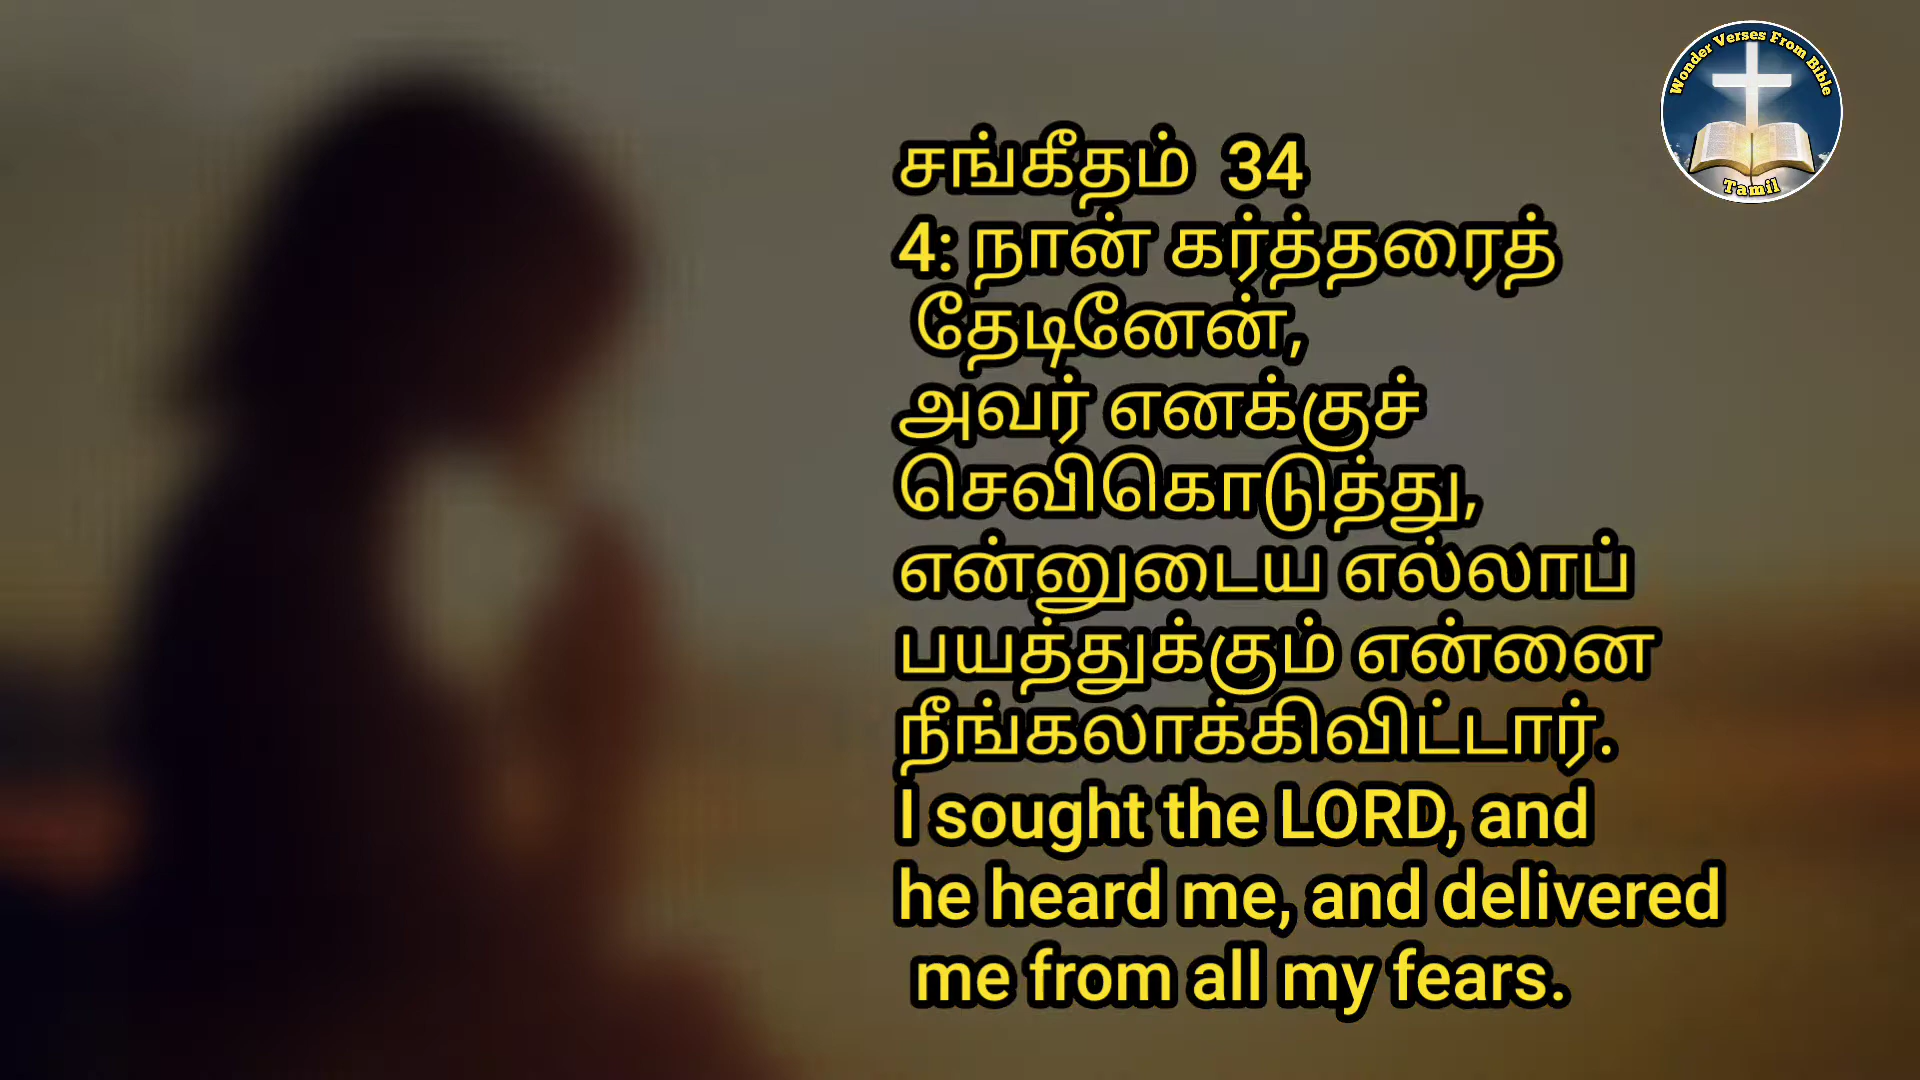 Wonder Verses From Bible
Tamil
சங்கீதம் 34
4: நான் கர்த்தரைத்
தேடினேன்,
அவர் எனக்குச்
செவிகொடுத்து,
என்னுடைய எல்லாப்
பயத்துக்கும் என்னை
நீங்கலாக்கிவிட்டார்.
I sought the LORD, and
he heard me, and delivered
me from all my fears.